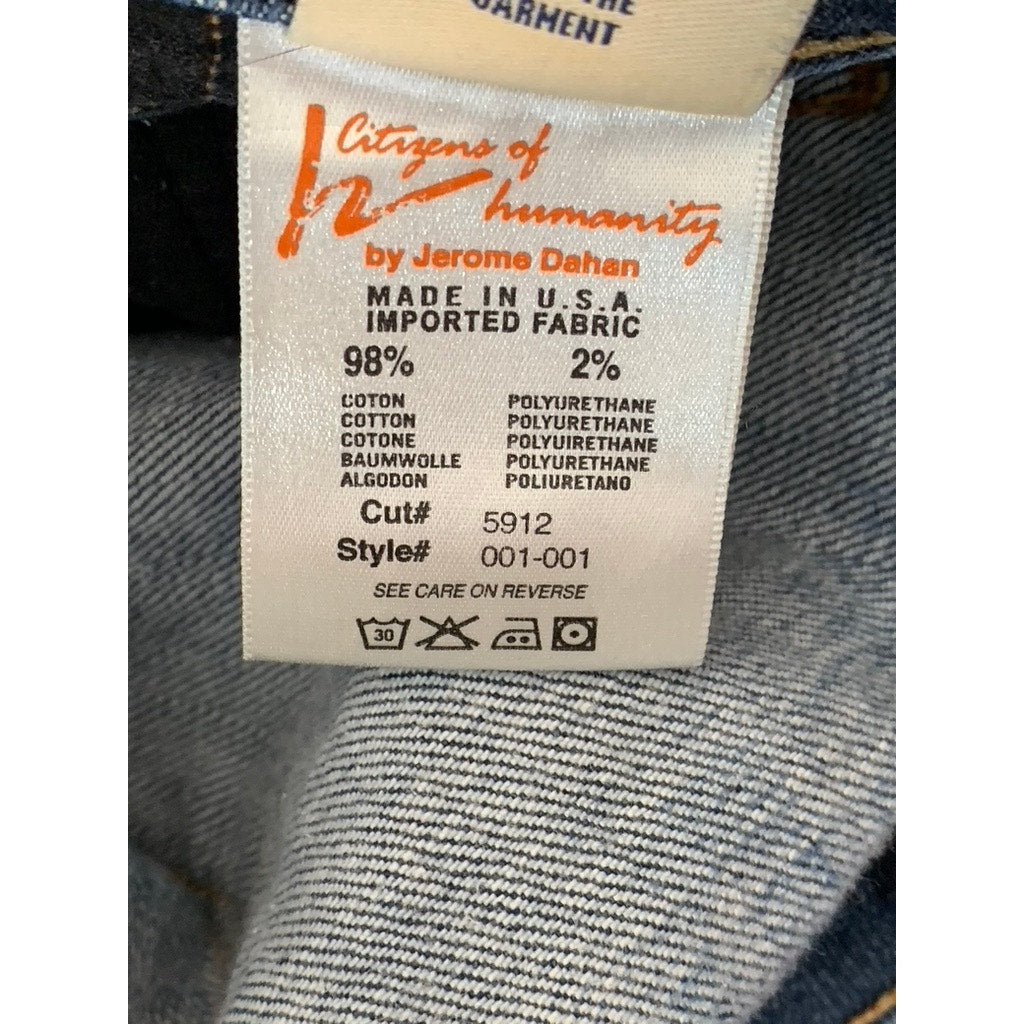 THE
GARMENT
Citizens of
humanity
by Jerome Dahan
MADE IN U.S.A.
IMPORTED FABRIC
98% 2%
COTON POLYURETHANE
COTTON POLYURETHANE
COTONE POLYUIRETHANE
BAUMWOLLE POLYURETHANE
ALGODON POLIURETANO
Cut# 5912
Style# 001-001
SEE CARE ON REVERSE
30